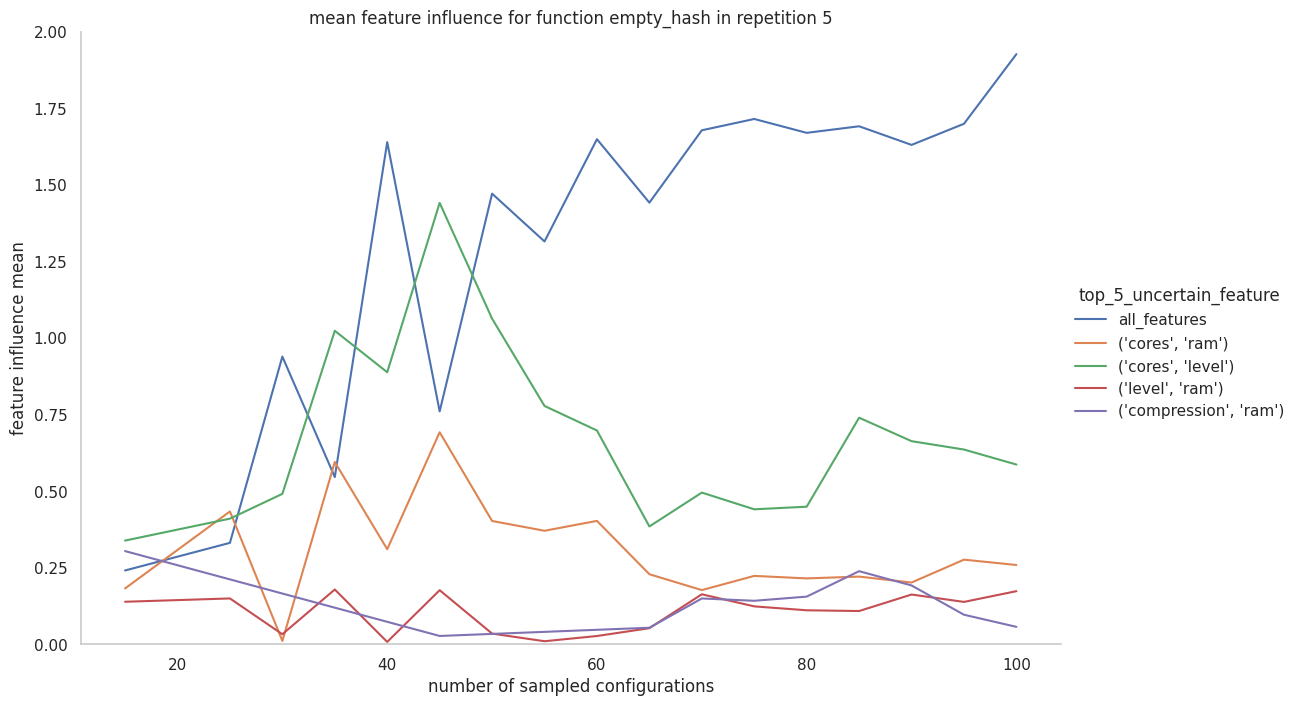 mean feature influence for function empty_hash in repetition 5
2.00
1.75
1.50
1.25
1.00
0.75
0.50
0.25
0.00
feature influence mean
20
40
60
80
100
number of sampled configurations
top_5_uncertain_feature
all_features
('cores', 'ram')
('cores', 'level')
('level', 'ram')
('compression', 'ram')